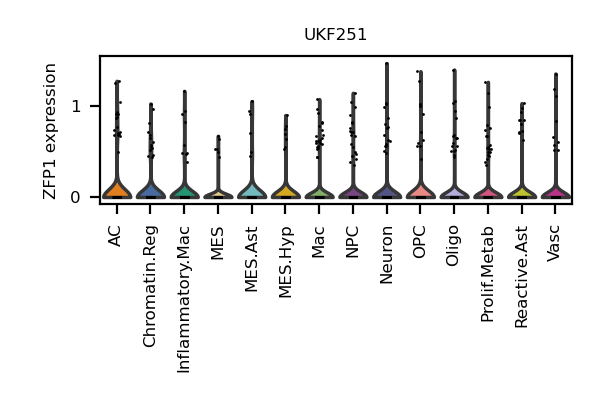 UKF251
ZFP1 expression
1
0
AC
Chromatin.Reg
Inflammatory.Mac
MES
MES.Ast
MES.Hyp
Mac
NPC
Neuron
OPC
Oligo
Prolif.Metab
Reactive.Ast
Vasc